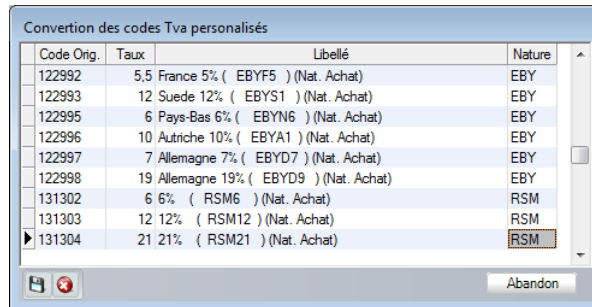 Convertion des codes Tva personalisés
Code Orig. Taux Libellé Nature
122992 5,5 France 5% ( EBYF5 ) (Nat. Achat) EBY
122993 12 Suede 12% ( EBYS1 ) (Nat. Achat) EBY
122995 6 Pays-Bas 6% ( EBYN6 ) (Nat. Achat) EBY
122996 10 Autriche 10% ( EBYA1 ) (Nat. Achat) EBY
122997 7 Allemagne 7% ( EBYD7 ) (Nat. Achat) EBY
122998 19 Allemagne 19% ( EBYD9 ) (Nat. Achat) EBY
131302 6 6% ( RSM6 ) (Nat. Achat) RSM
131303 12 12% ( RSM12 ) (Nat. Achat) RSM
131304 21 21% ( RSM21 ) (Nat. Achat) RSM
Abandon